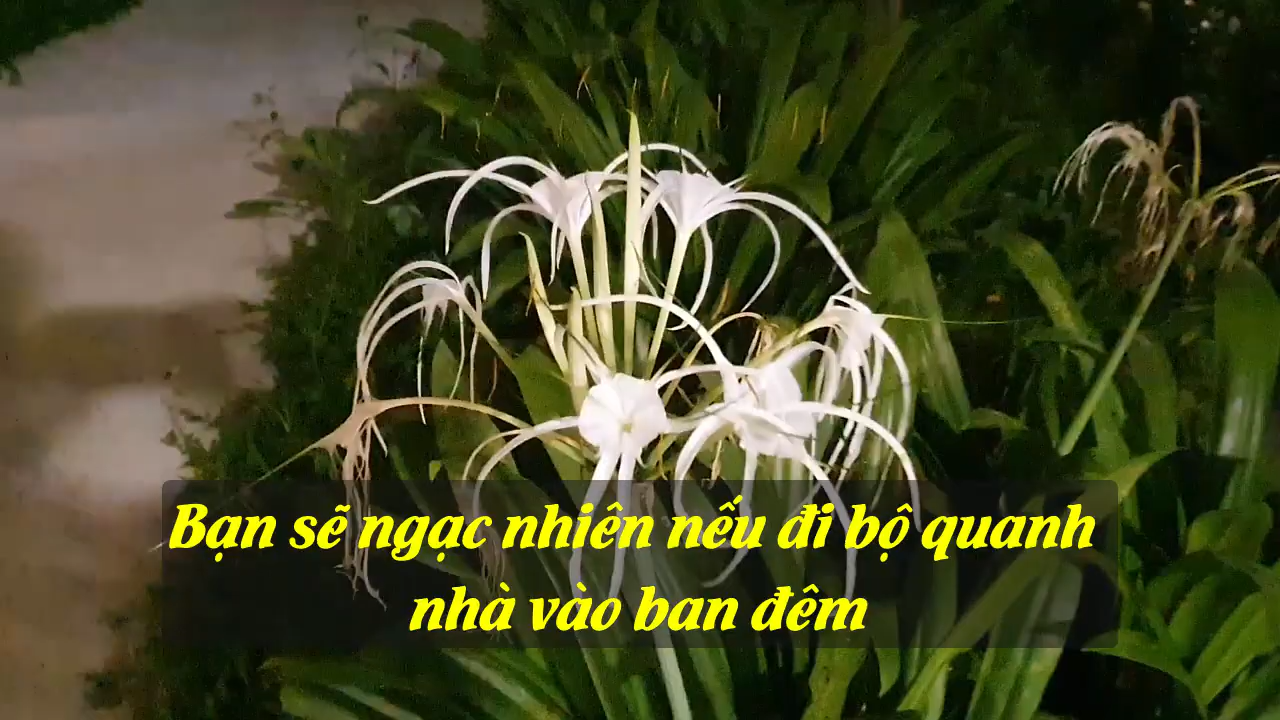 Bạn sẽ ngạc nhiên nếu đi bộ quanh
nhà vào ban đêm